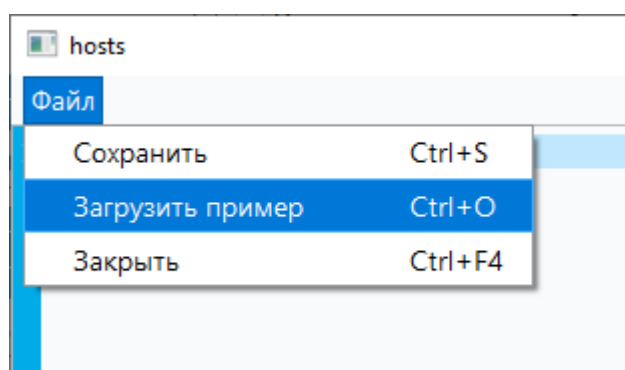 hosts
Файл
Сохранить Ctrl+S
Загрузить пример Ctrl+O
Закрыть Ctrl+F4